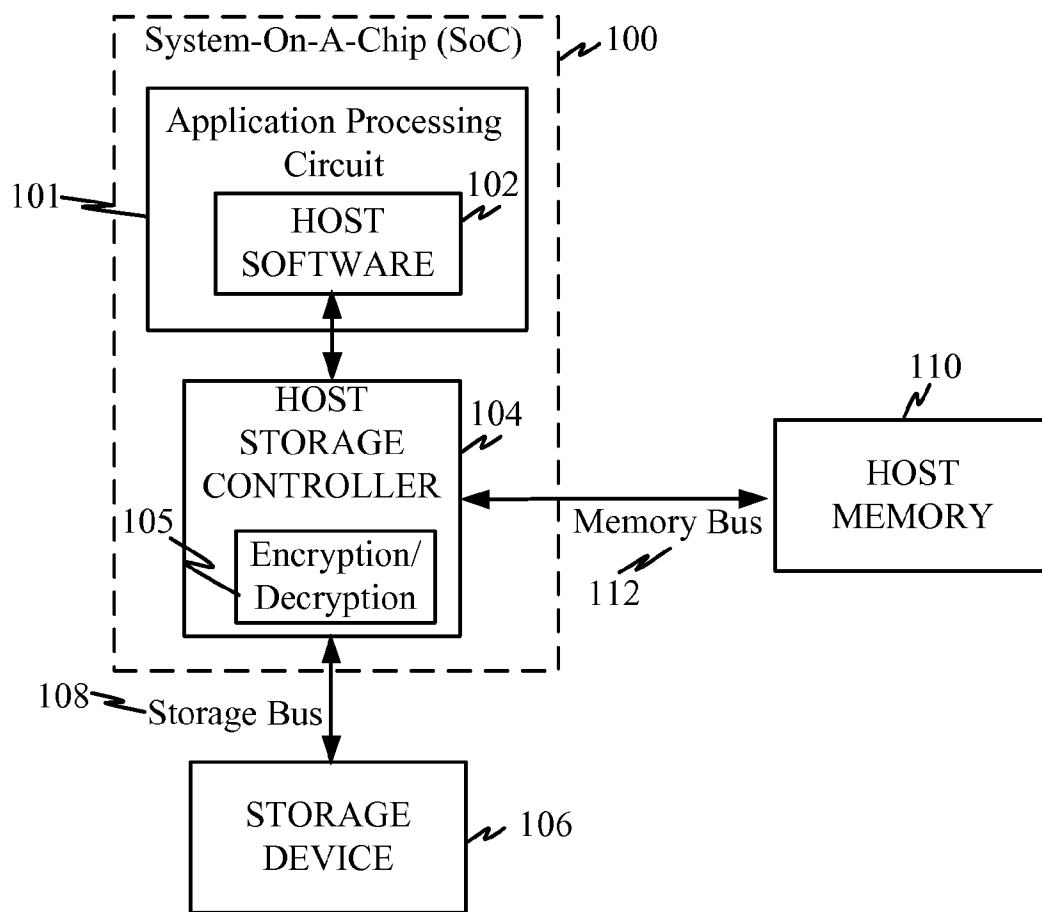 System-On-A-Chip (SoC)
100
Application Processing
Circuit
101
102
HOST
SOFTWARE
HOST
STORAGE
CONTROLLER
104
110
HOST
MEMORY
Memory Bus
112
105
Encryption/
Decryption
108
Storage Bus
STORAGE
DEVICE
106